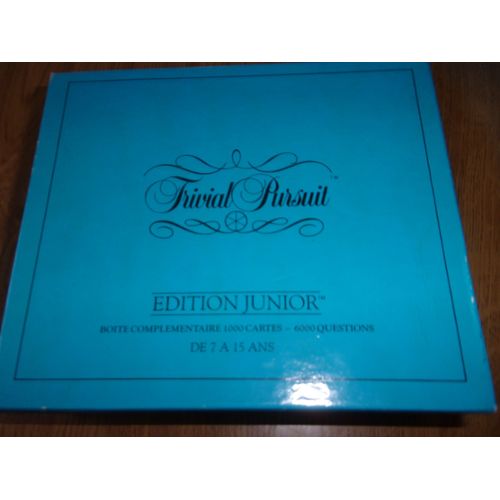 Trivial Pursuit™
EDITION JUNIOR™
BOITE COMPLEMENTAIRE 1000 CARTES – 6000 QUESTIONS
DE 7 A 15 ANS